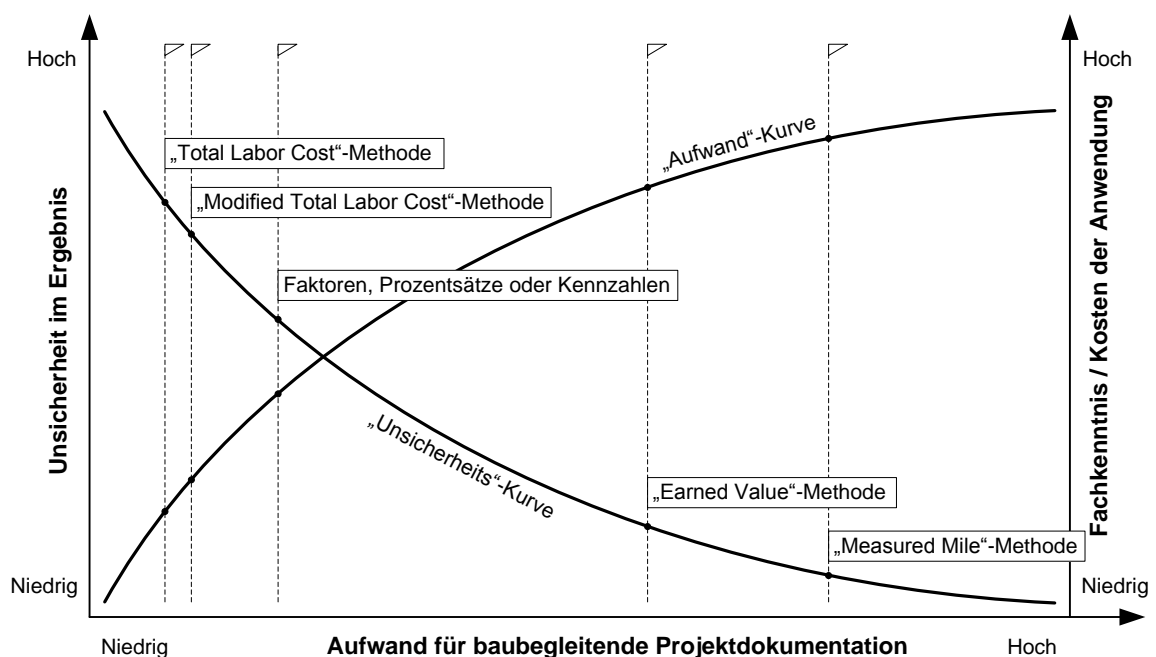 Hoch
Hoch
„Total Labor Cost“-Methode
„Aufwand“-Kurve
„Modified Total Labor Cost“-Methode
Faktoren, Prozentsätze oder Kennzahlen
Unsicherheit im Ergebnis
Fachkenntnis / Kosten der Anwendung
„Unsicherheits“-Kurve
„Earned Value“-Methode
„Measured Mile“-Methode
Niedrig
Niedrig
Niedrig
Aufwand für baubegleitende Projektdokumentation
Hoch